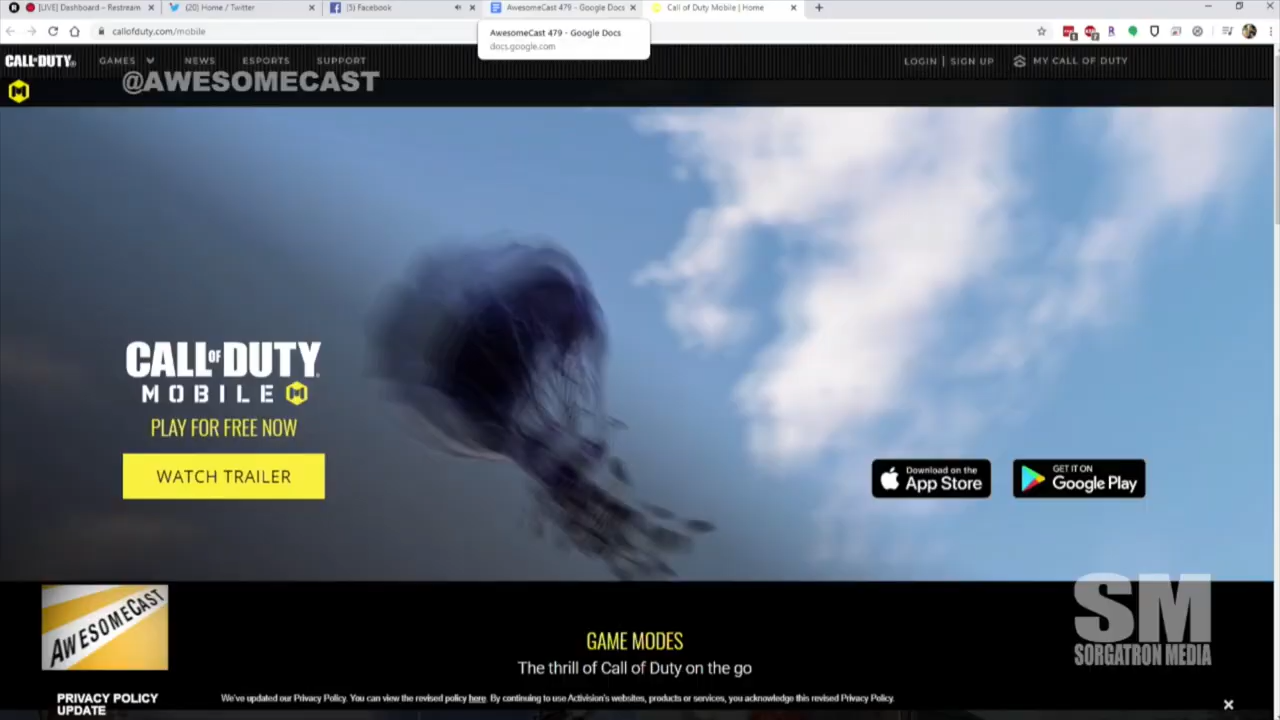 [LIVE] Dashboard - Restream
(20) Home / Twitter
(5) Facebook
AwesomeCast 479 - Google Docs
Call of Duty Mobile | Home
callofduty.com/mobile
AwesomeCast 479 - Google Docs
docs.google.com
CALL OF DUTY
GAMES
NEWS
ESPORTS
SUPPORT
LOGIN | SIGN UP
MY CALL OF DUTY
@AWESOMECAST
CALL OF DUTY
MOBILE
PLAY FOR FREE NOW
WATCH TRAILER
Download on the
App Store
GET IT ON
Google Play
AWESOMECAST
SM
SORGATRON MEDIA
GAME MODES
The thrill of Call of Duty on the go
PRIVACY POLICY
UPDATE
We've updated our Privacy Policy. You can view the revised policy here. By continuing to use Activision's websites, products or services, you acknowledge this revised Privacy Policy.